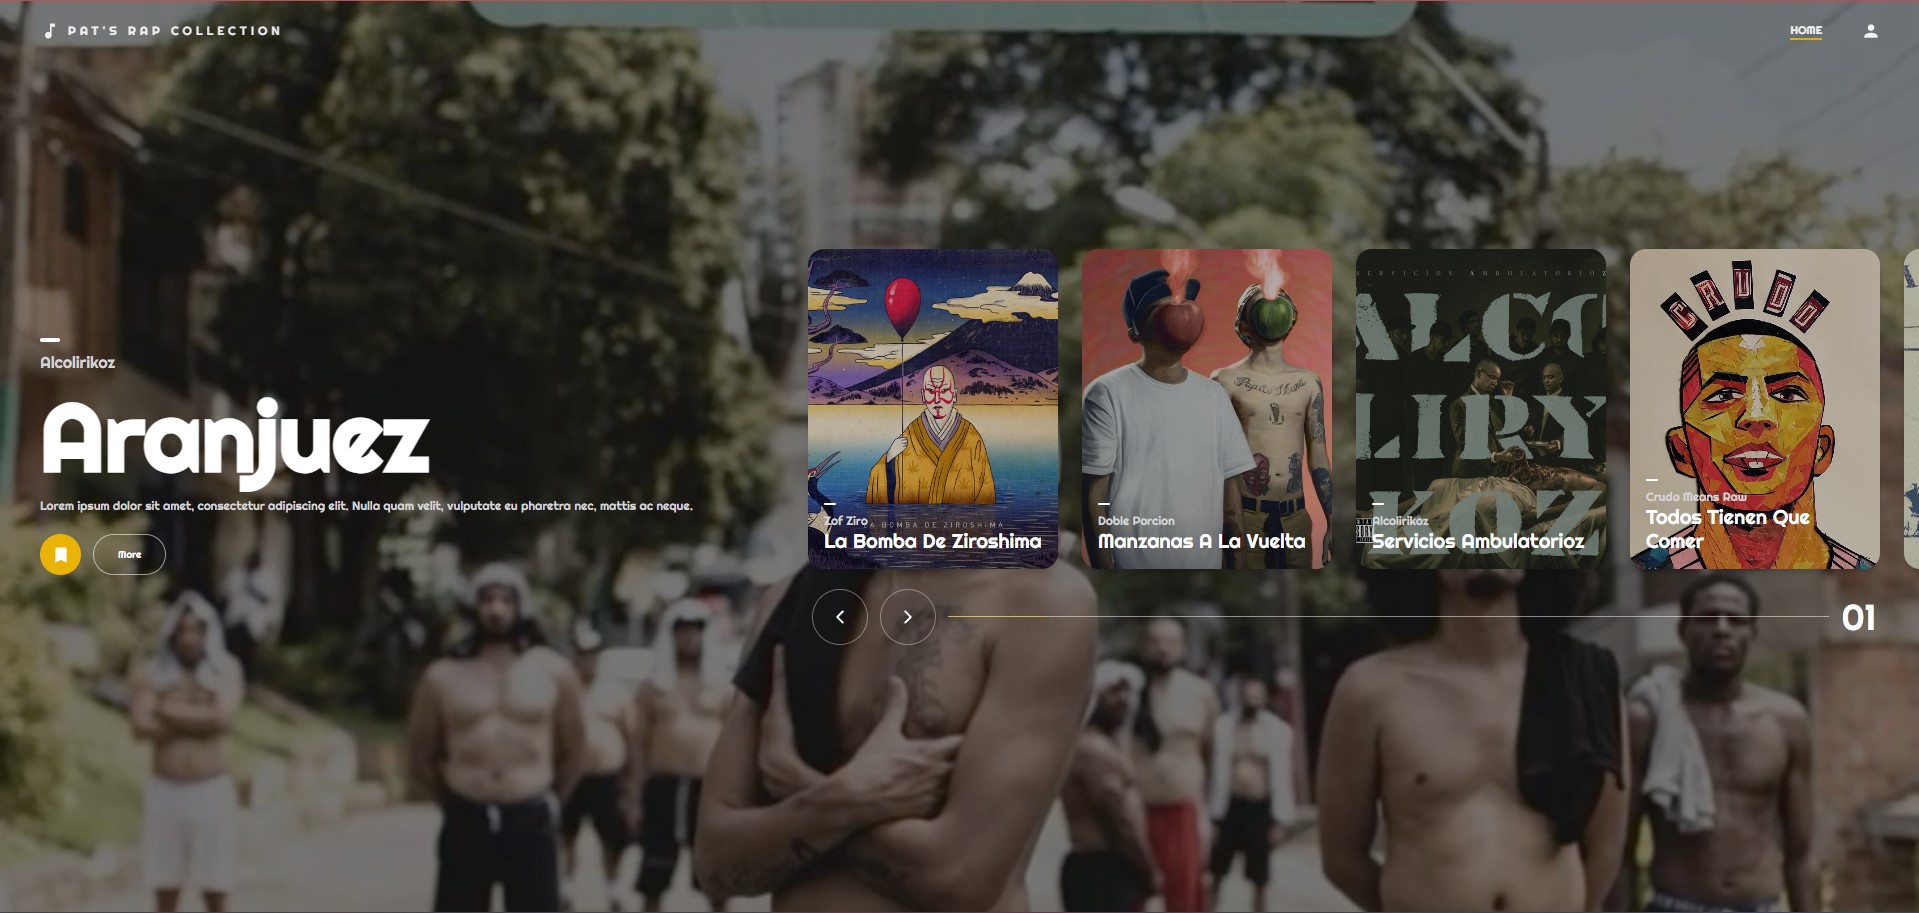 PAT'S RAP COLLECTION
HOME
Alcolirikoz
Aranjuez
Lorem ipsum dolor sit amet, consectetur adipiscing elit. Nulla quam velit, vulputate eu pharetra nec, mattis ac neque.
More
Zof Ziro
LA BOMBA DE ZIROSHIMA
La Bomba De Ziroshima
Doble Porcion
Manzanas A La Vuelta
SERVICIOS AMBULATORIOZ
ALCO
LIRY
KOZ
Alcolirikoz
Servicios Ambulatorioz
CRUDO
Crudo Means Raw
Todos Tienen Que
Comer
01